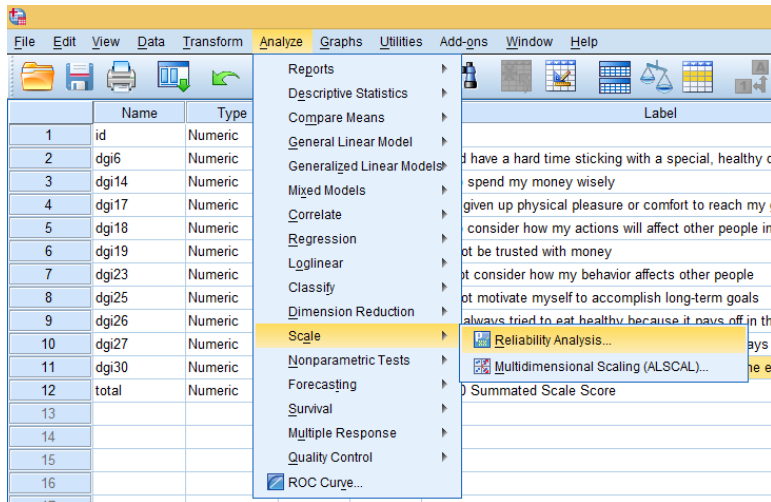 File Edit View Data Transform Analyze Graphs Utilities Add-ons Window Help
Name Type Label
1 id Numeric
2 dgi6 Numeric have a hard time sticking with a special, healthy
3 dgi14 Numeric spend my money wisely
4 dgi17 Numeric given up physical pleasure or comfort to reach my
5 dgi18 Numeric consider how my actions will affect other people in
6 dgi19 Numeric be trusted with money
7 dgi23 Numeric consider how my behavior affects other people
8 dgi25 Numeric motivate myself to accomplish long-term goals
9 dgi26 Numeric always tried to eat healthy because it pays off in
10 dgi27 Numeric
11 dgi30 Numeric
12 total Numeric Summated Scale Score
13
14
15
16
Reports
Descriptive Statistics
Compare Means
General Linear Model
Generalized Linear Models
Mixed Models
Correlate
Regression
Loglinear
Classify
Dimension Reduction
Scale
Nonparametric Tests
Forecasting
Survival
Multiple Response
Quality Control
ROC Curve...
Reliability Analysis...
Multidimensional Scaling (ALSCAL)...